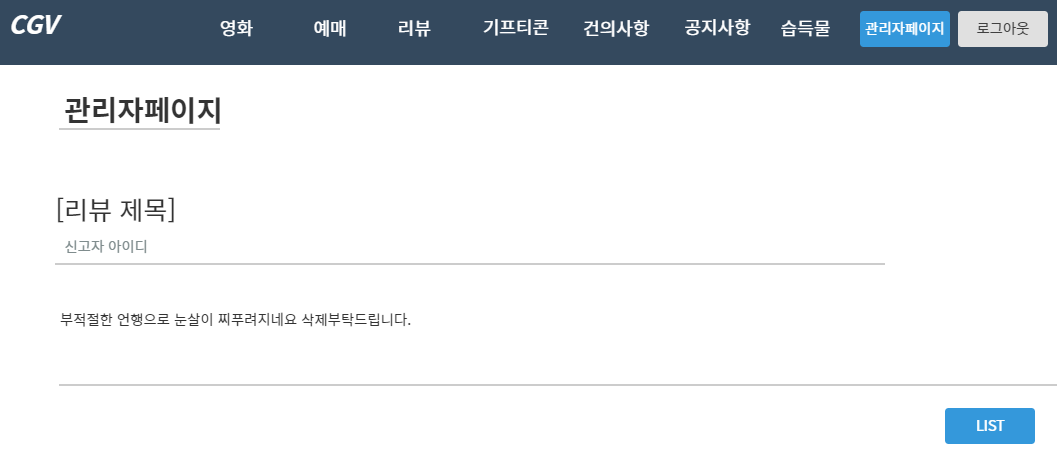 CGV 영화 예매 리뷰 기프티콘 건의사항 공지사항 습득물 관리자페이지 로그아웃
관리자페이지
[리뷰 제목]
신고자 아이디
부적절한 언행으로 눈살이 찌푸려지네요 삭제부탁드립니다.
LIST